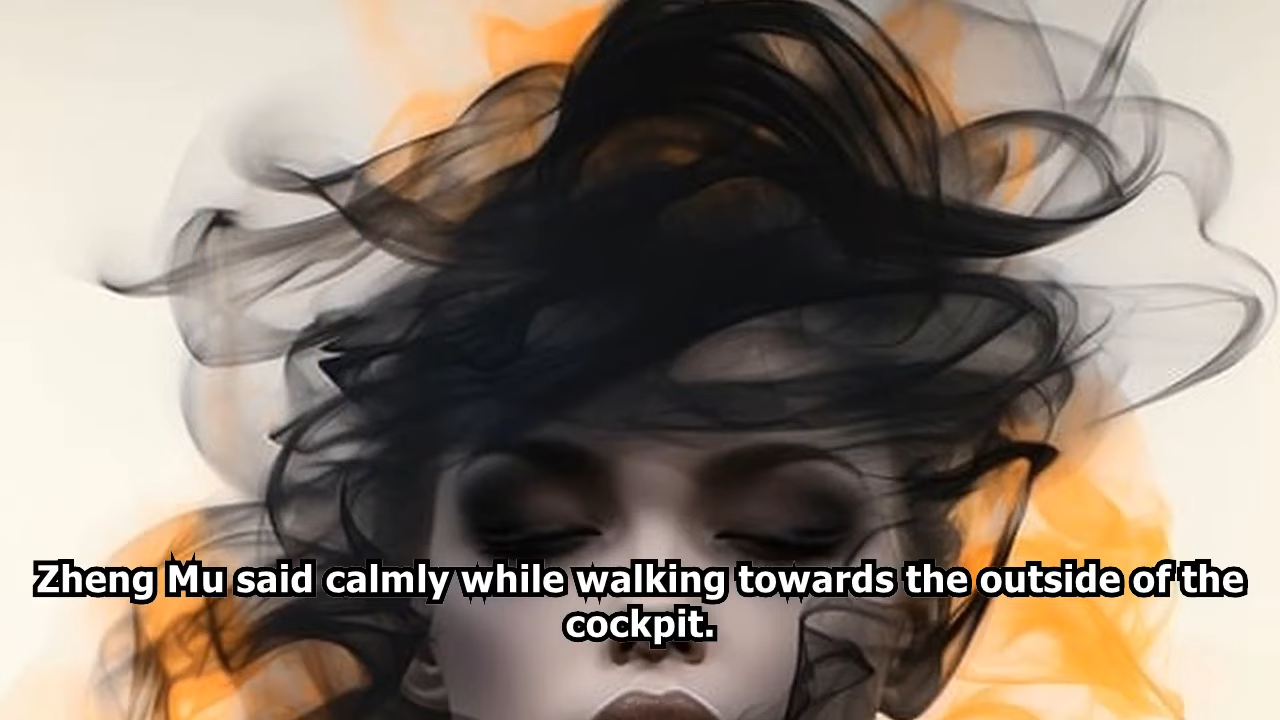 Zheng Mu said calmly while walking towards the outside of the
cockpit.